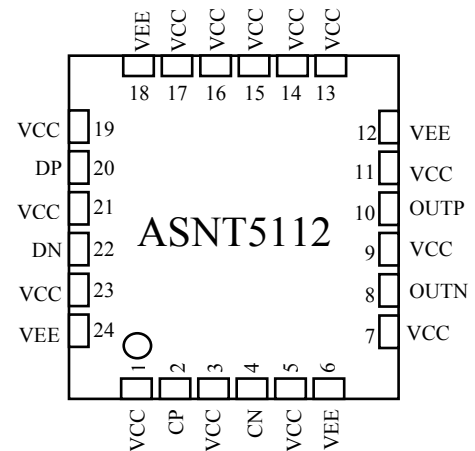 VEE VCC VCC VCC VCC VCC
18 17 16 15 14 13
VCC 19
DP 20
VCC 21
DN 22
VCC 23
VEE 24
ASNT5112
12 VEE
11 VCC
10 OUTP
9 VCC
8 OUTN
7 VCC
1 2 3 4 5 6
VCC CP VCC CN VCC VEE